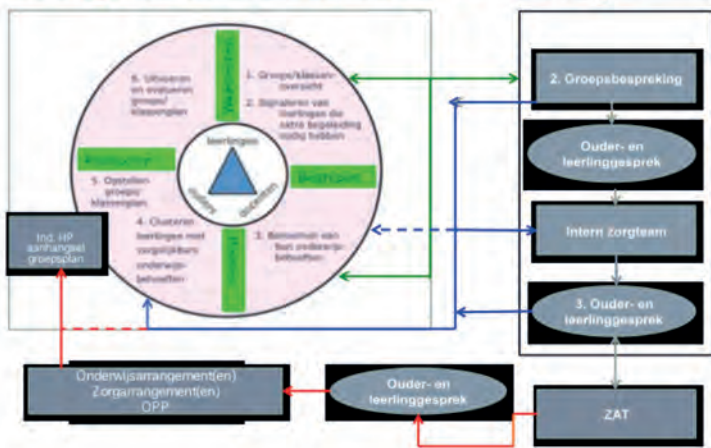 6. Uitvoeren
en evalueren
groeps/
klassenplan
1. Groeps/klassen-
overzicht
2. Signaleren van
leerlingen die
extra begeleiding
nodig hebben
leerlingen
ouders
docenten
5. Opstellen
groeps/
klassenplan
4. Clusteren
leerlingen met
vergelijkbare
onderwijs-
behoeften
3. Benoemen van
hun onderwijs-
behoeften
Ind. HP
aanhangsel
groepsplan
2. Groepsbespreking
Ouder- en
leerlinggesprek
Intern zorgteam
3. Ouder- en
leerlinggesprek
Onderwijsarrangement(en)
Zorgarrangement(en)
OPP
Ouder- en
leerlinggesprek
ZAT